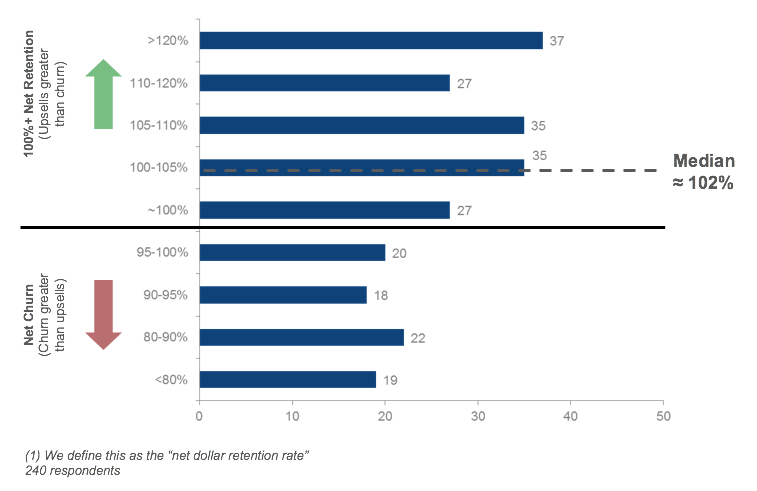 100%+ Net Retention
(Upsells greater
than churn)
>120%
37
110-120%
27
105-110%
35
100-105%
35
Median
≈ 102%
~100%
27
Net Churn
(Churn greater
than upsells)
95-100%
20
90-95%
18
80-90%
22
<80%
19
0 10 20 30 40 50
(1) We define this as the “net dollar retention rate”
240 respondents